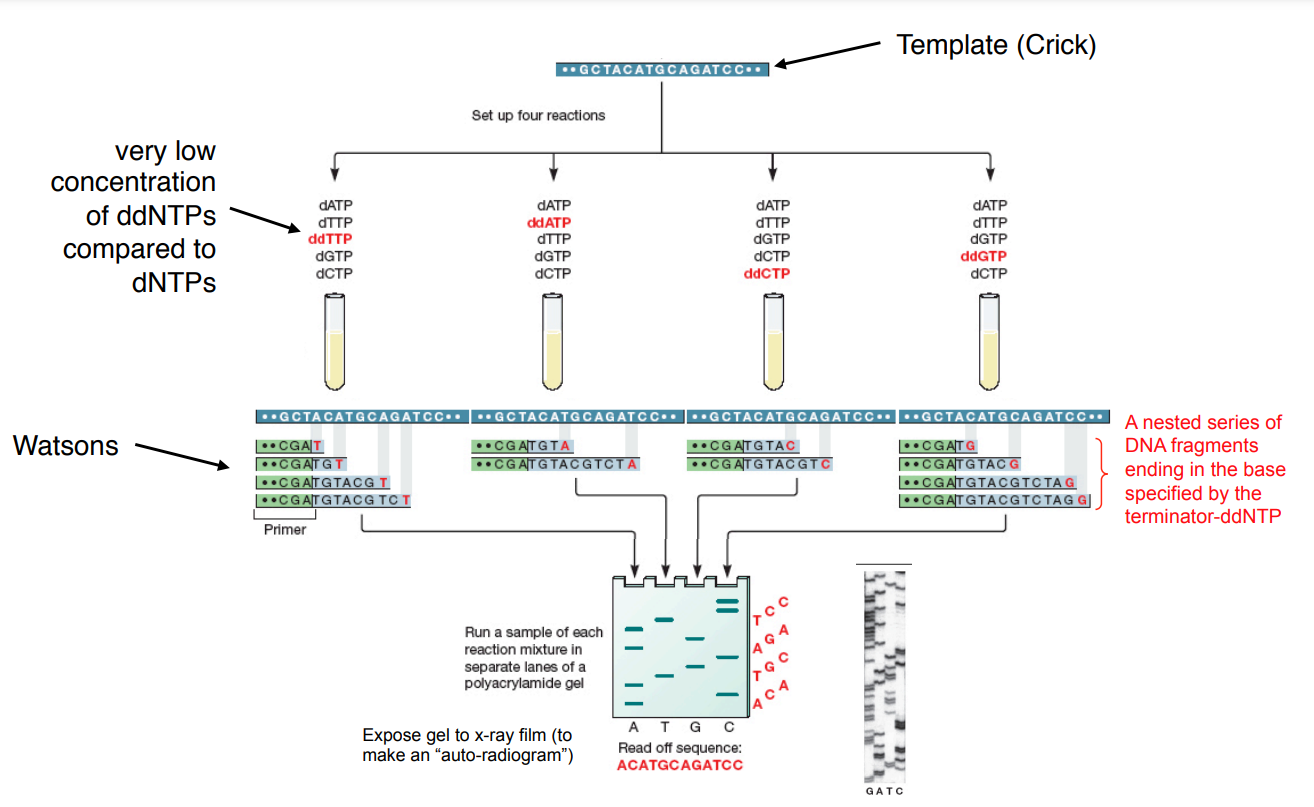 Template (Crick)
••GCTACATGCAGATCC••
Set up four reactions
very low
concentration
of ddNTPs
compared to
dNTPs
dATP
dTTP
ddTTP
dGTP
dCTP
dATP
ddATP
dTTP
dGTP
dCTP
dATP
dTTP
dGTP
dCTP
ddCTP
dATP
dTTP
dGTP
ddGTP
dCTP
Watsons
••GCTACATGCAGATCC••
••CGAT
••CGATGT
••CGATGTACGT
••CGATGTACGTCT
Primer
••GCTACATGCAGATCC••
••CGATGTA
••CGATGTACGTCTA
••GCTACATGCAGATCC••
••CGATGTAC
••CGATGTACGTC
••GCTACATGCAGATCC••
••CGATG
••CGATGTACG
••CGATGTACGTCTAG
••CGATGTACGTCTAGG
A nested series of
DNA fragments
ending in the base
specified by the
terminator-ddNTP
Run a sample of each
reaction mixture in
separate lanes of a
polyacrylamide gel
C
C
T
A
G
A
C
G
T
A
C
A
A T G C
Read off sequence:
ACATGCAGATCC
Expose gel to x-ray film (to
make an “auto-radiogram”)
G A T C